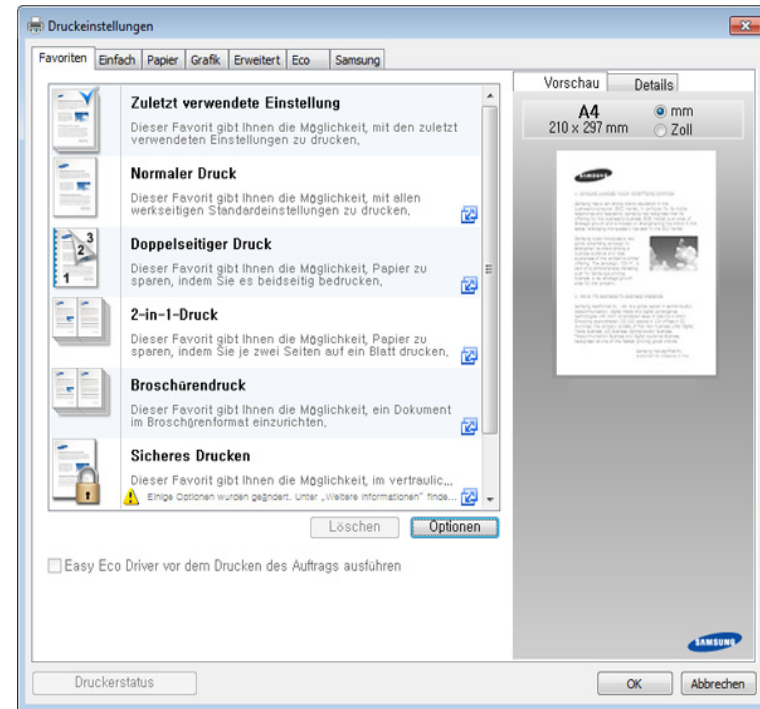 Druckeinstellungen
Favoriten Einfach Papier Grafik Erweitert Eco Samsung
Zuletzt verwendete Einstellung
Dieser Favorit gibt Ihnen die Möglichkeit, mit den zuletzt
verwendeten Einstellungen zu drucken,
Normaler Druck
Dieser Favorit gibt Ihnen die Möglichkeit, mit allen
werkseitigen Standardeinstellungen zu drucken,
Doppelseitiger Druck
Dieser Favorit gibt Ihnen die Möglichkeit, Papier zu
sparen, indem Sie es beidseitig bedrucken,
2-in-1-Druck
Dieser Favorit gibt Ihnen die Möglichkeit, Papier zu
sparen, indem Sie je zwei Seiten auf ein Blatt drucken,
Broschürendruck
Dieser Favorit gibt Ihnen die Möglichkeit, ein Dokument
im Broschürenformat einzurichten,
Sicheres Drucken
Dieser Favorit gibt Ihnen die Möglichkeit, im vertraulic...
Einige Optionen wurden geändert. Unter „Weitere Informationen" finde...
Löschen Optionen
Easy Eco Driver vor dem Drucken des Auftrags ausführen
Druckerstatus
Vorschau Details
A4
210 x 297 mm
mm
Zoll
SAMSUNG
SAMSUNG
OK Abbrechen